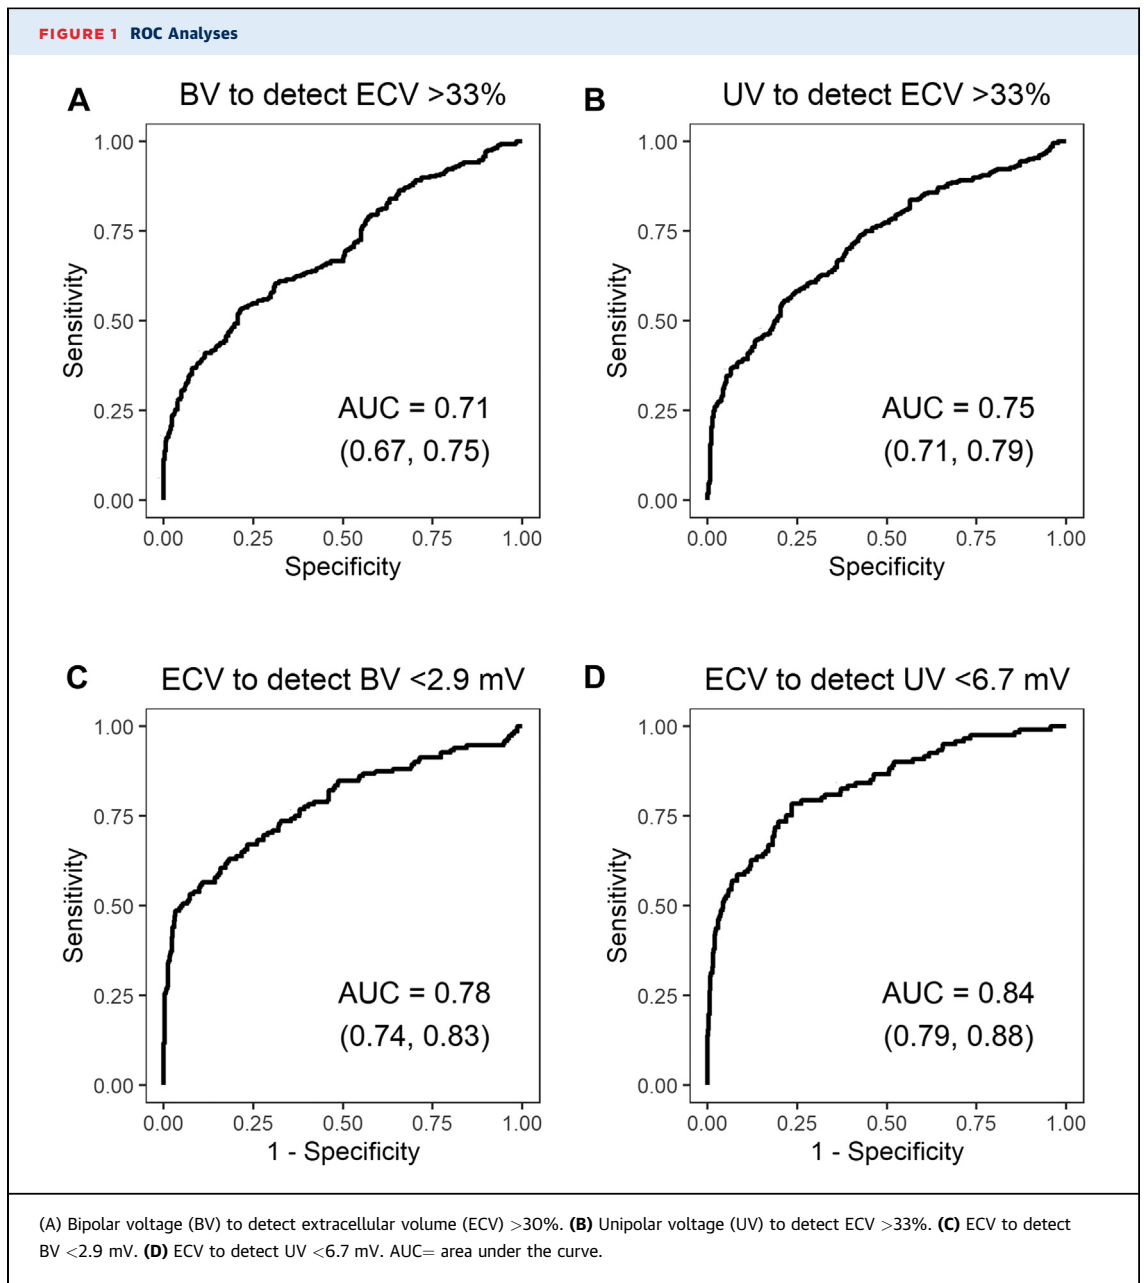 FIGURE 1 ROC Analyses
A BV to detect ECV >33%
1.00
0.75
0.50
0.25
0.00
Sensitivity
AUC = 0.71
(0.67, 0.75)
0.00 0.25 0.50 0.75 1.00
Specificity
B UV to detect ECV >33%
1.00
0.75
0.50
0.25
0.00
Sensitivity
AUC = 0.75
(0.71, 0.79)
0.00 0.25 0.50 0.75 1.00
Specificity
C ECV to detect BV <2.9 mV
1.00
0.75
0.50
0.25
0.00
Sensitivity
AUC = 0.78
(0.74, 0.83)
0.00 0.25 0.50 0.75 1.00
1 - Specificity
D ECV to detect UV <6.7 mV
1.00
0.75
0.50
0.25
0.00
Sensitivity
AUC = 0.84
(0.79, 0.88)
0.00 0.25 0.50 0.75 1.00
1 - Specificity
(A) Bipolar voltage (BV) to detect extracellular volume (ECV) >30%. (B) Unipolar voltage (UV) to detect ECV >33%. (C) ECV to detect
BV <2.9 mV. (D) ECV to detect UV <6.7 mV. AUC= area under the curve.